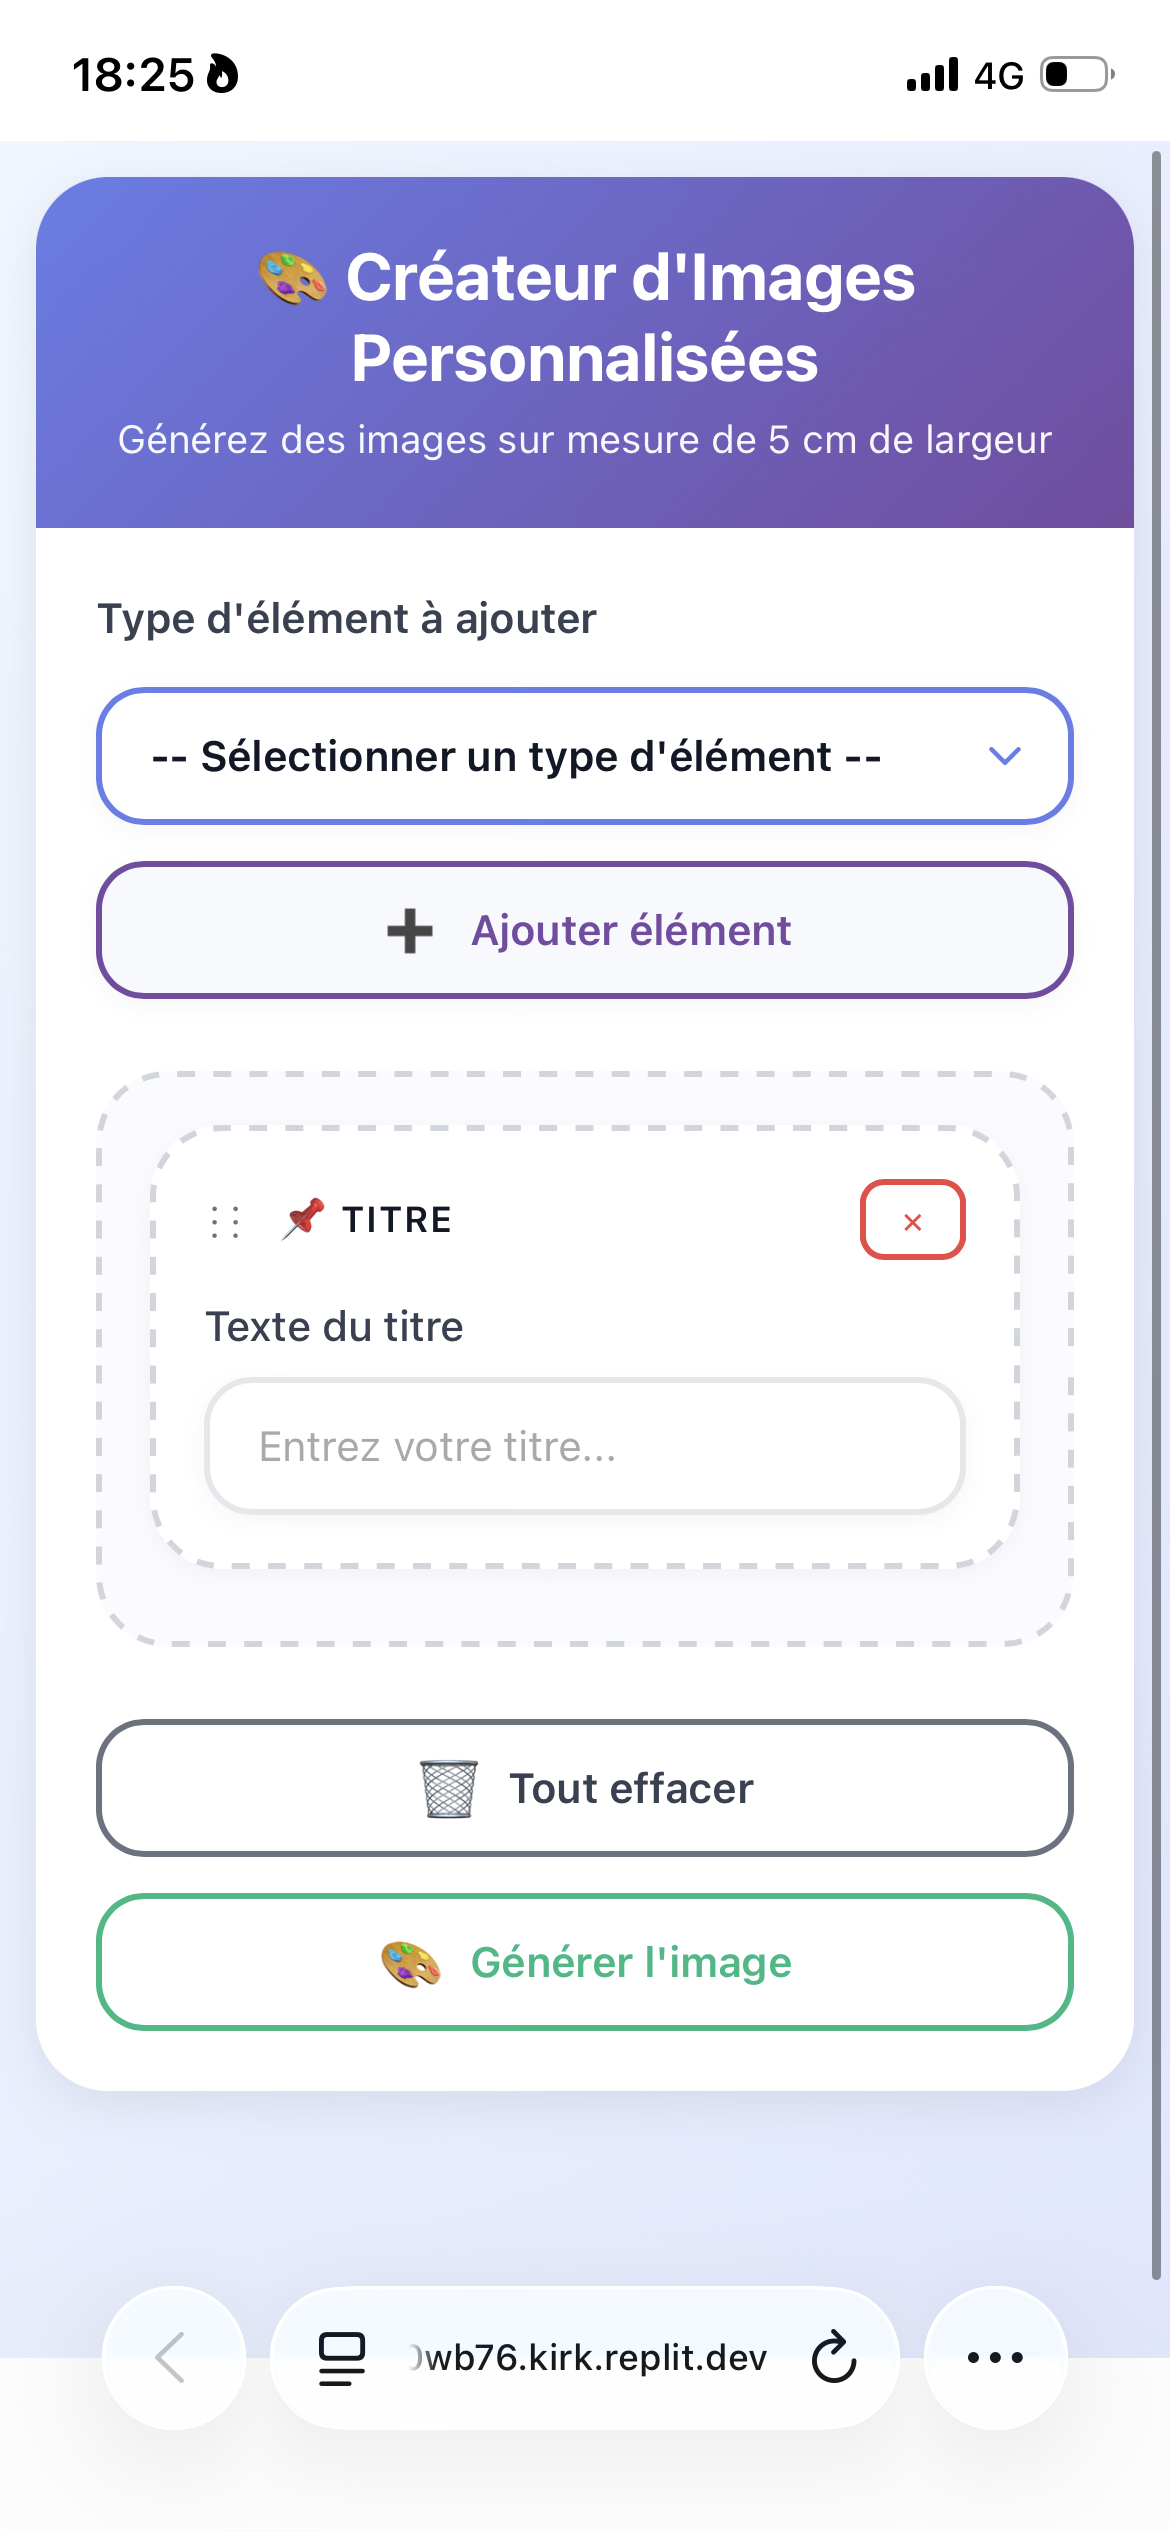 18:25
4G
Créateur d'Images
Personnalisées
Générez des images sur mesure de 5 cm de largeur
Type d'élément à ajouter
-- Sélectionner un type d'élément --
Ajouter élément
TITRE
×
Texte du titre
Entrez votre titre...
Tout effacer
Générer l'image
wb76.kirk.replit.dev